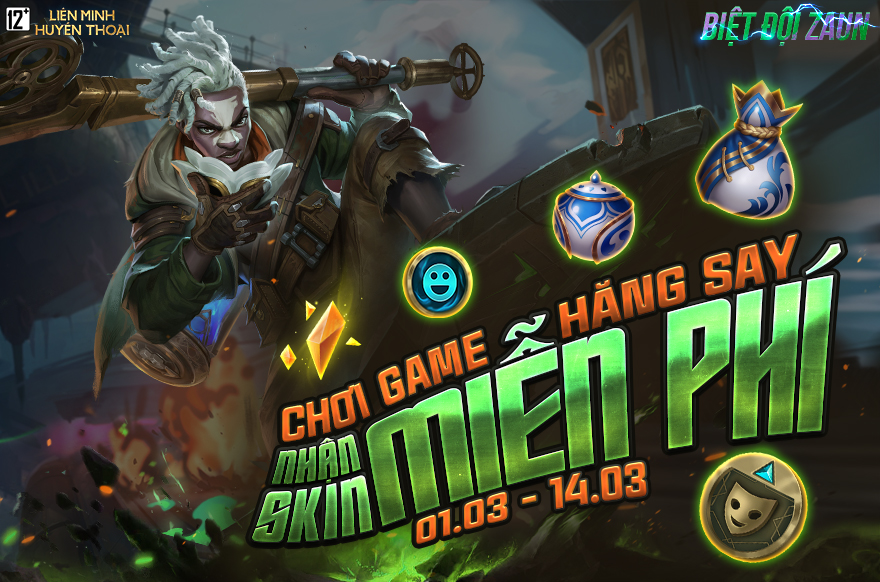 12+
LIÊN MINH
HUYỀN THOẠI
BIỆT ĐỘI ZAUN
CHƠI GAME HĂNG SAY
NHẬN
SKIN
MIỄN PHÍ
01.03 - 14.03